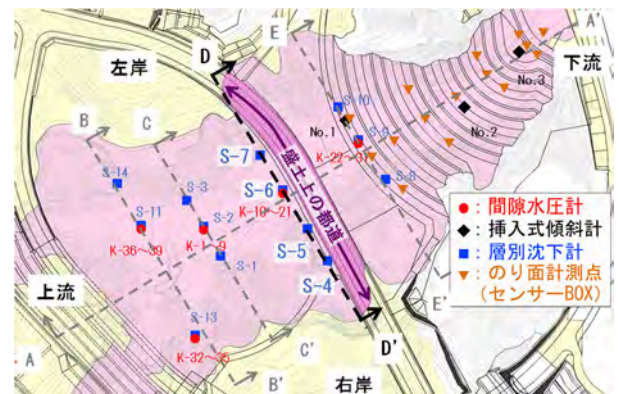 E
A'
D
左岸
下流
B
C
No.3
S-10
No.1
No.2
S-9
S-14
S-7
K-22～31
S-8
盛土上の都道
S-3
S-6
K-10～21
S-11
S-2
●：間隙水圧計
◆：挿入式傾斜計
■：層別沈下計
▼：のり面計測点
（センサーBOX）
K-36～39
K-1～9
S-5
S-1
S-4
上流
E'
S-13
D'
A
K-32～35
C'
B'
右岸